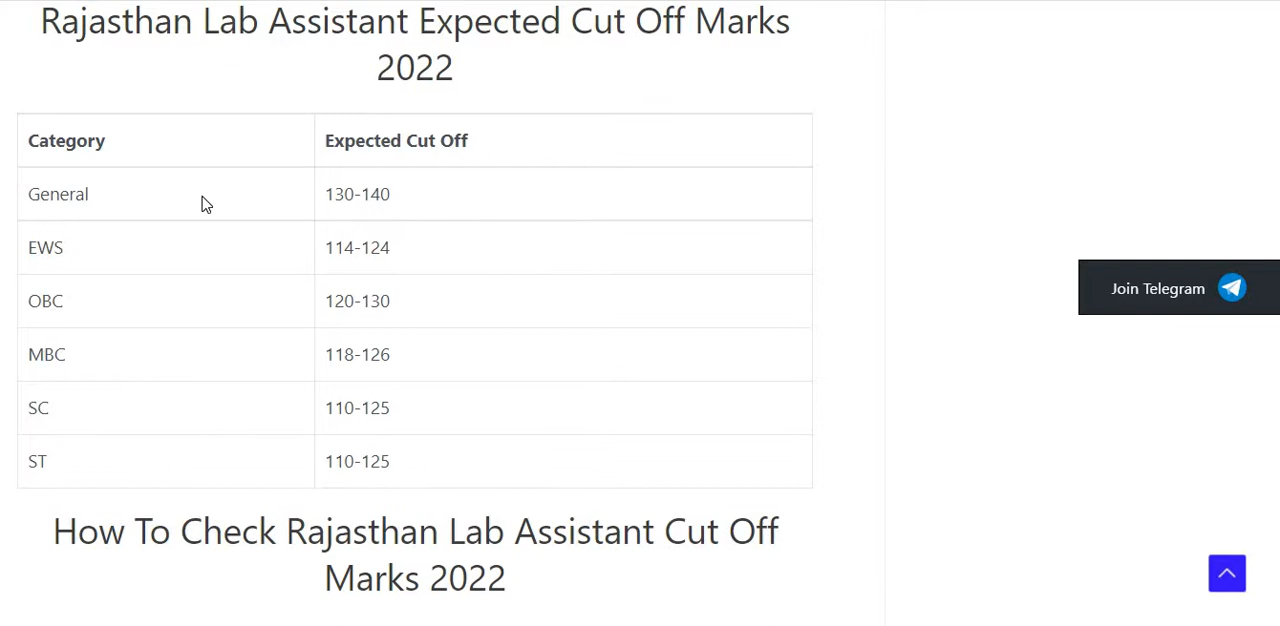 Rajasthan Lab Assistant Expected Cut Off Marks
2022
Category Expected Cut Off
General 130-140
EWS 114-124
OBC 120-130
MBC 118-126
SC 110-125
ST 110-125
Join Telegram
How To Check Rajasthan Lab Assistant Cut Off
Marks 2022